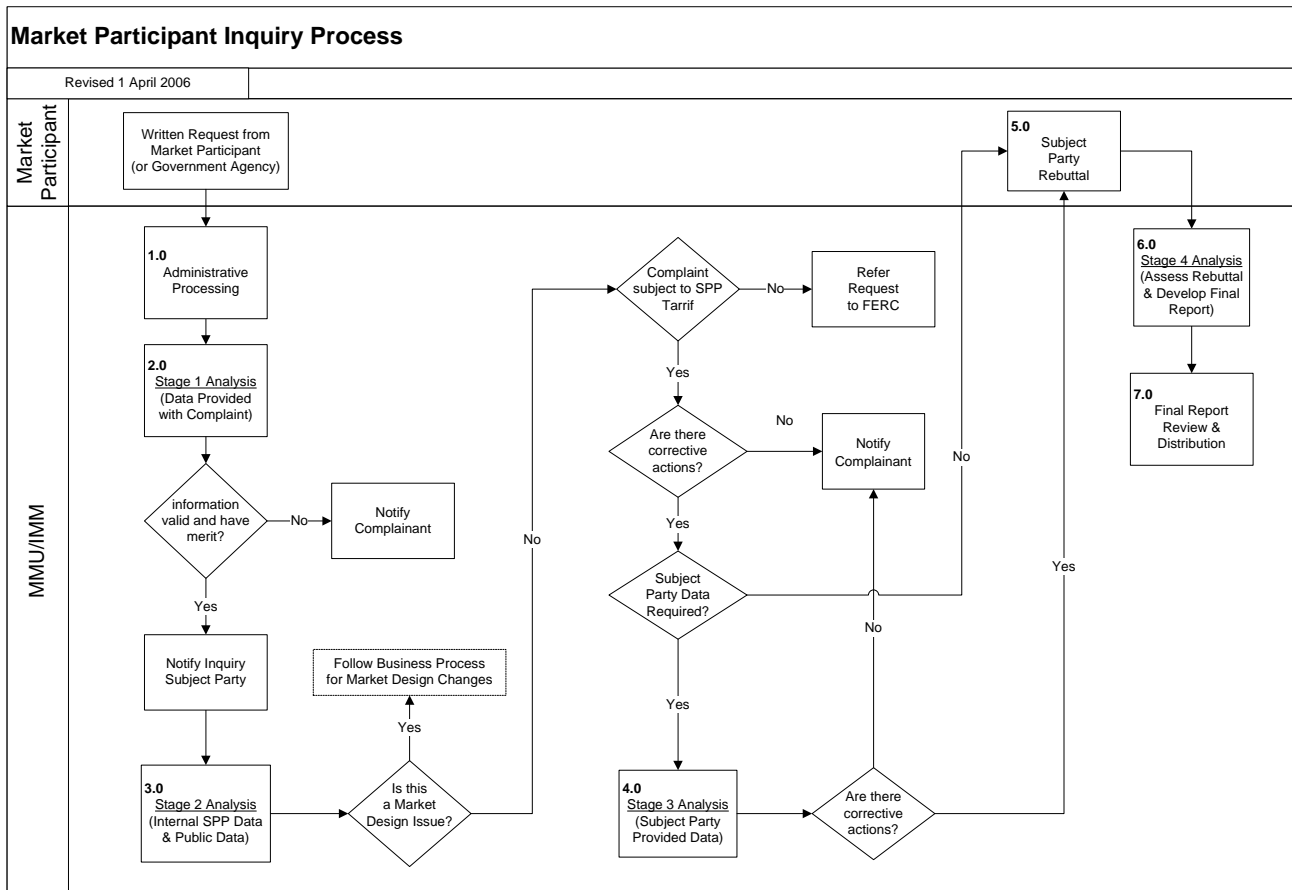 Market Participant Inquiry Process
Revised 1 April 2006
Market
Participant
Written Request from
Market Participant
(or Government Agency)
5.0
Subject
Party
Rebuttal
MMU/IMM
1.0
Administrative
Processing
2.0
Stage 1 Analysis
(Data Provided
with Complaint)
information
valid and have
merit?
No
Notify
Complainant
Yes
Notify Inquiry
Subject Party
3.0
Stage 2 Analysis
(Internal SPP Data
& Public Data)
Is this
a Market
Design Issue?
Yes
Follow Business Process
for Market Design Changes
No
Complaint
subject to SPP
Tarrif
No
Refer
Request
to FERC
Yes
Are there
corrective
actions?
No
Notify
Complainant
Yes
Subject
Party Data
Required?
No
Yes
4.0
Stage 3 Analysis
(Subject Party
Provided Data)
Are there
corrective
actions?
No
Yes
6.0
Stage 4 Analysis
(Assess Rebuttal
& Develop Final
Report)
7.0
Final Report
Review &
Distribution